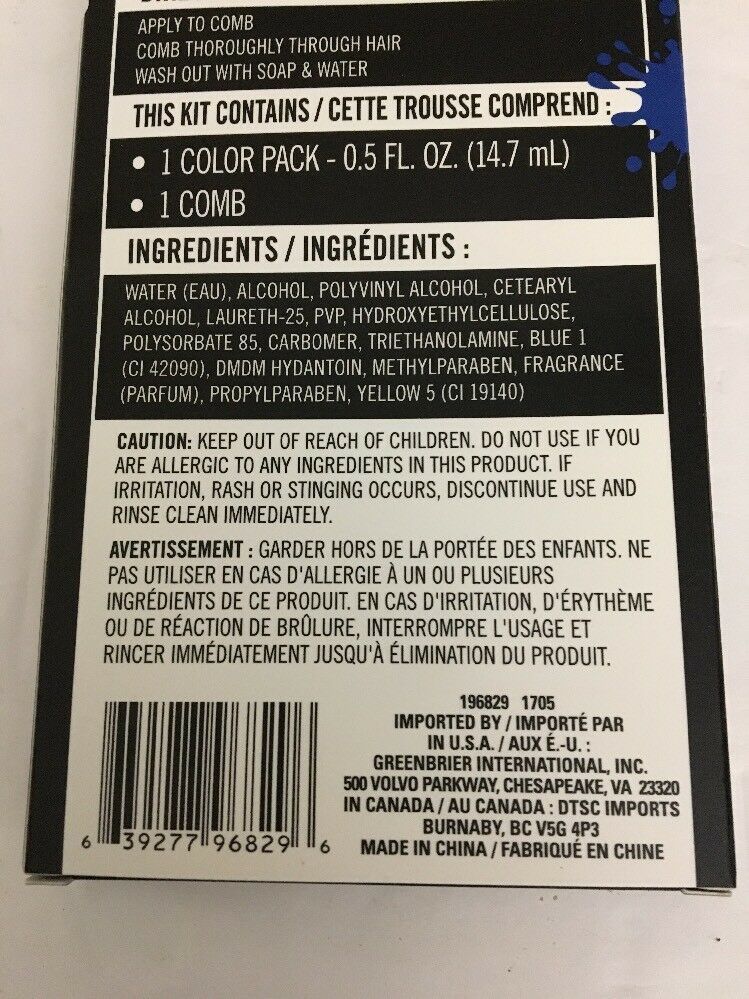 APPLY TO COMB
COMB THOROUGHLY THROUGH HAIR
WASH OUT WITH SOAP & WATER
THIS KIT CONTAINS / CETTE TROUSSE COMPREND :
• 1 COLOR PACK - 0.5 FL. OZ. (14.7 mL)
• 1 COMB
INGREDIENTS / INGRÉDIENTS :
WATER (EAU), ALCOHOL, POLYVINYL ALCOHOL, CETEARYL
ALCOHOL, LAURETH-25, PVP, HYDROXYETHYLCELLULOSE,
POLYSORBATE 85, CARBOMER, TRIETHANOLAMINE, BLUE 1
(CI 42090), DMDM HYDANTOIN, METHYLPARABEN, FRAGRANCE
(PARFUM), PROPYLPARABEN, YELLOW 5 (CI 19140)
CAUTION: KEEP OUT OF REACH OF CHILDREN. DO NOT USE IF YOU
ARE ALLERGIC TO ANY INGREDIENTS IN THIS PRODUCT. IF
IRRITATION, RASH OR STINGING OCCURS, DISCONTINUE USE AND
RINSE CLEAN IMMEDIATELY.
AVERTISSEMENT : GARDER HORS DE LA PORTÉE DES ENFANTS. NE
PAS UTILISER EN CAS D'ALLERGIE À UN OU PLUSIEURS
INGRÉDIENTS DE CE PRODUIT. EN CAS D'IRRITATION, D'ÉRYTHÈME
OU DE RÉACTION DE BRÛLURE, INTERROMPRE L'USAGE ET
RINCER IMMÉDIATEMENT JUSQU'À ÉLIMINATION DU PRODUIT.
196829 1705
IMPORTED BY / IMPORTÉ PAR
IN U.S.A. / AUX É.-U. :
GREENBRIER INTERNATIONAL, INC.
500 VOLVO PARKWAY, CHESAPEAKE, VA 23320
IN CANADA / AU CANADA : DTSC IMPORTS
BURNABY, BC V5G 4P3
MADE IN CHINA / FABRIQUÉ EN CHINE
6 39277 96829 6